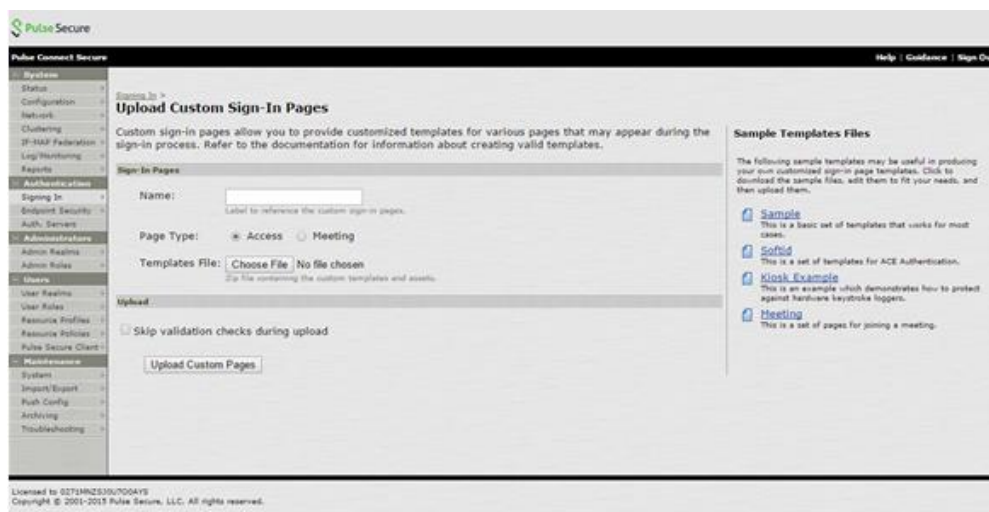 Pulse Secure
Pulse Connect Secure
Help | Guidance | Sign Ou
System
Status
Configuration
Network
Clustering
IF-MAP Federation
Log/Monitoring
Reports
Authentication
Signing In
Endpoint Security
Auth. Servers
Administrators
Admin Realms
Admin Roles
Users
User Realms
User Roles
Resource Profiles
Resource Policies
Pulse Secure Client
Maintenance
System
Import/Export
Push Config
Archiving
Troubleshooting
Signing In >
Upload Custom Sign-In Pages
Custom sign-in pages allow you to provide customized templates for various pages that may appear during the
sign-in process. Refer to the documentation for information about creating valid templates.
Sign-In Pages
Name:
Label to reference the custom sign-in pages.
Page Type: Access Meeting
Templates File: Choose File No file chosen
Zip file containing the custom templates and assets.
Upload
Skip validation checks during upload
Upload Custom Pages
Sample Templates Files
The following sample templates may be useful in producing
your own customized sign-in page templates. Click to
download the sample files, edit them to fit your needs, and
then upload them.
Sample
This is a basic set of templates that works for most
cases.
Softid
This is a set of templates for ACE Authentication.
Kiosk Example
This is an example which demonstrates how to protect
against hardware keystroke loggers.
Meeting
This is a set of pages for joining a meeting.
Licensed to
Copyright © 2001-2015 Pulse Secure, LLC. All rights reserved.